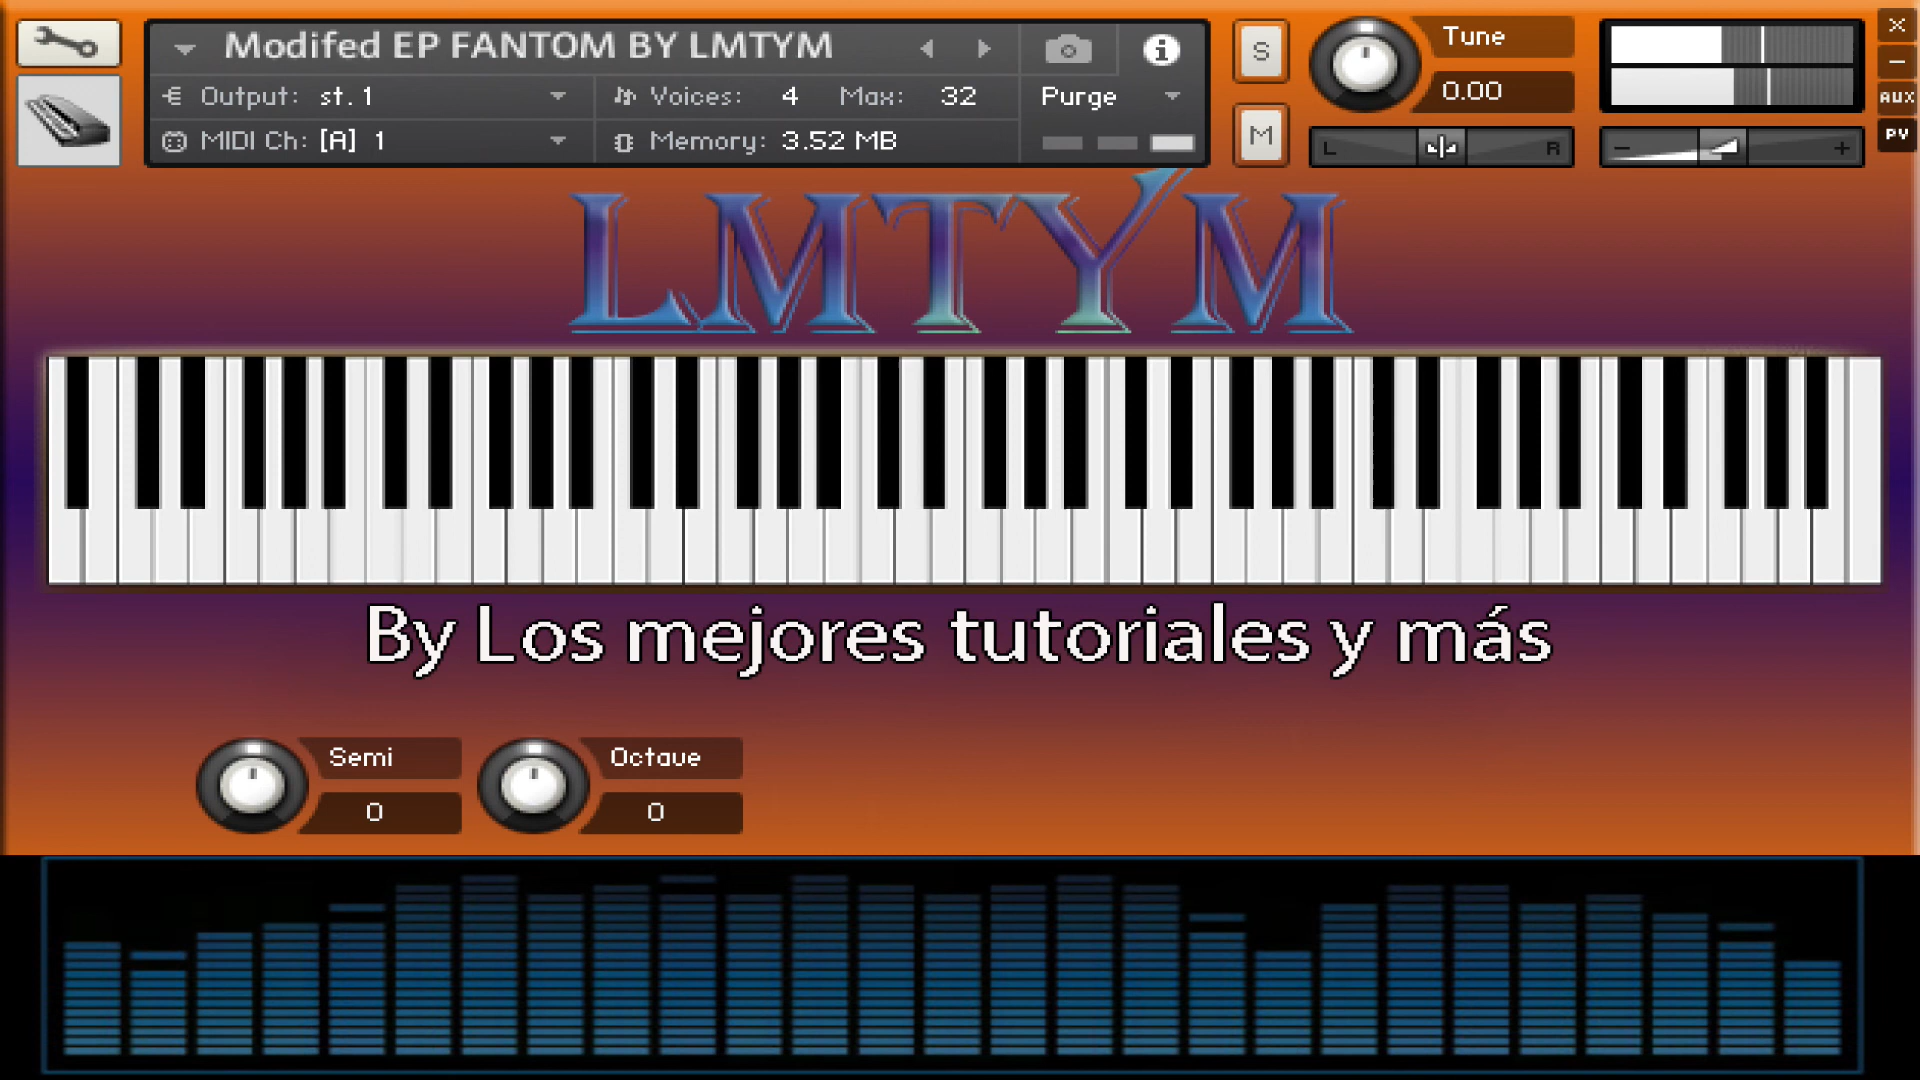 Modifed EP FANTOM BY LMTYM
Output: st. 1
Voices: 4 Max: 32
Purge
MIDI Ch: [A] 1
Memory: 3.52 MB
S
M
Tune
0.00
L R
- +
X
-
AUX
PV
LMTYM
By Los mejores tutoriales y más
Semi
0
Octave
0